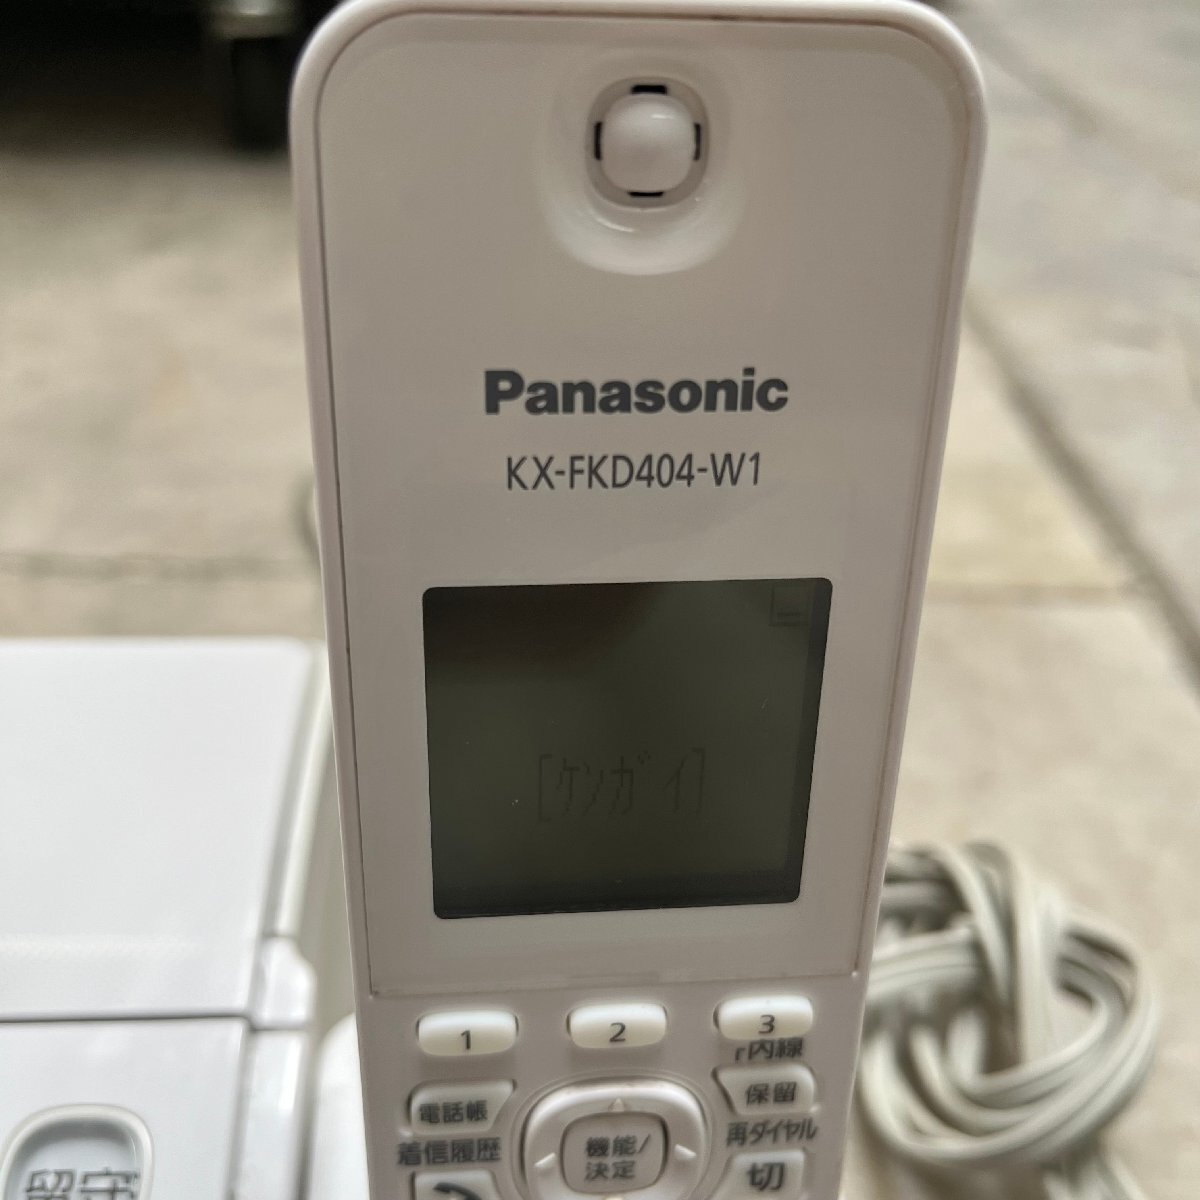 Panasonic
KX-FKD404-W1
[ｹﾝｶﾞｲ]
1
2
3
r内線
電話帳
保留
着信履歴
機能/
決定
再ダイヤル
切
留守